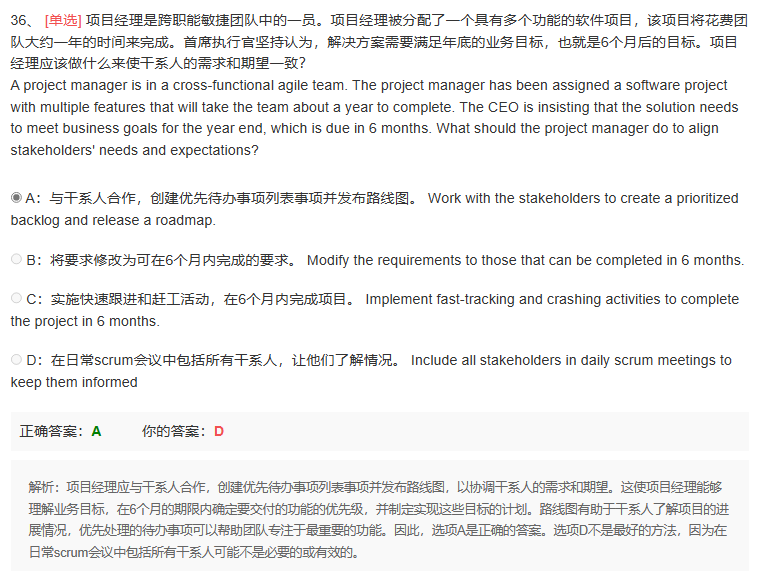 36、 [单选] 项目经理是跨职能敏捷团队中的一员。项目经理被分配了一个具有多个功能的软件项目，该项目将花费团
队大约一年的时间来完成。首席执行官坚持认为，解决方案需要满足年底的业务目标，也就是6个月后的目标。项目
经理应该做什么来使干系人的需求和期望一致？
A project manager is in a cross-functional agile team. The project manager has been assigned a software project
with multiple features that will take the team about a year to complete. The CEO is insisting that the solution needs
to meet business goals for the year end, which is due in 6 months. What should the project manager do to align
stakeholders' needs and expectations?
A：与干系人合作，创建优先待办事项列表事项并发布路线图。 Work with the stakeholders to create a prioritized
backlog and release a roadmap.
B：将要求修改为可在6个月内完成的要求。 Modify the requirements to those that can be completed in 6 months.
C：实施快速跟进和赶工活动，在6个月内完成项目。 Implement fast-tracking and crashing activities to complete
the project in 6 months.
D：在日常scrum会议中包括所有干系人，让他们了解情况。 Include all stakeholders in daily scrum meetings to
keep them informed
正确答案：A 你的答案：D
解析：项目经理应与干系人合作，创建优先待办事项列表事项并发布路线图，以协调干系人的需求和期望。这使项目经理能够
理解业务目标，在6个月的期限内确定要交付的功能的优先级，并制定实现这些目标的计划。路线图有助于干系人了解项目的进
展情况，优先处理的待办事项可以帮助团队专注于最重要的功能。因此，选项A是正确的答案。选项D不是最好的方法，因为在
日常scrum会议中包括所有干系人可能不是必要的或有效的。